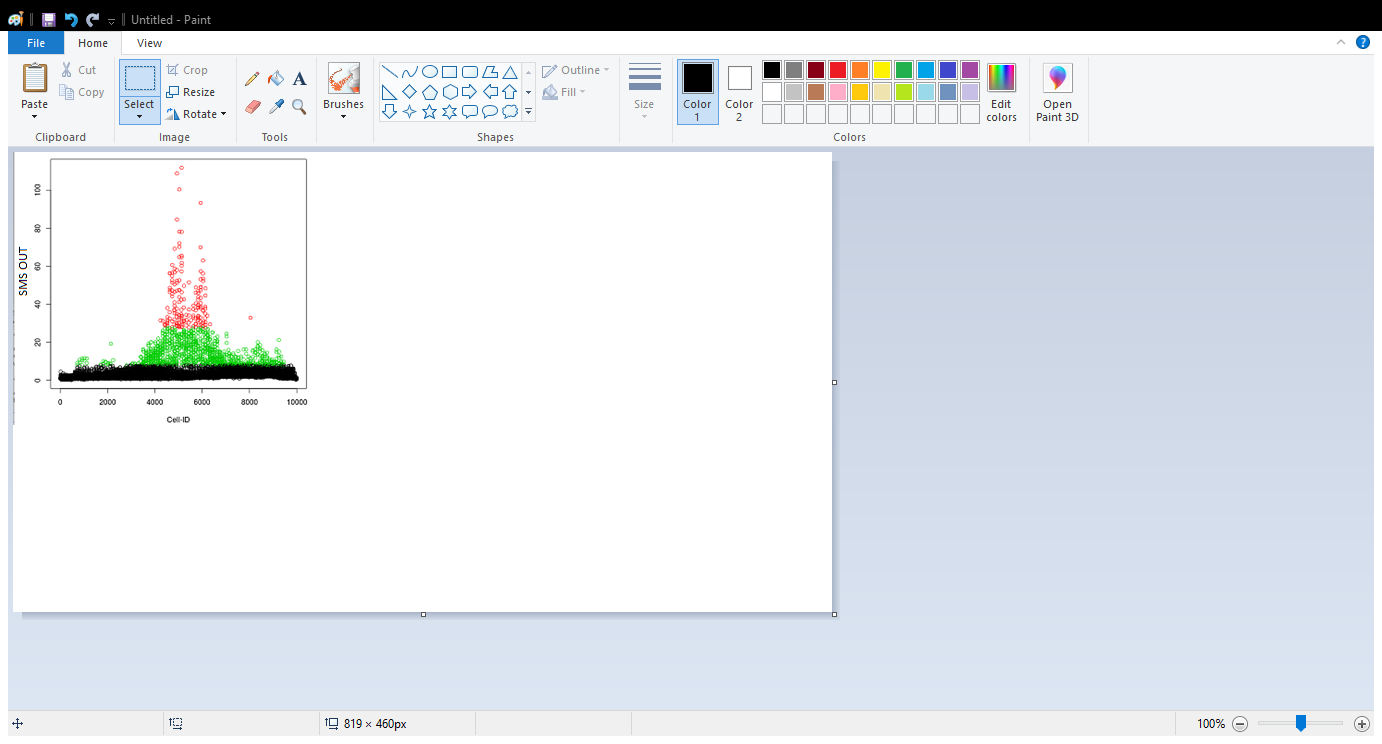 Untitled - Paint
File Home View
Paste
Cut
Copy
Clipboard
Select
Crop
Resize
Rotate
Image
A
Tools
Brushes
Shapes
Outline
Fill
Size
Color 1
Color 2
Colors
Edit colors
Open Paint 3D
SMS OUT
100
80
60
40
20
0
0 2000 4000 6000 8000 10000
Cell-ID
819 × 460px
100%